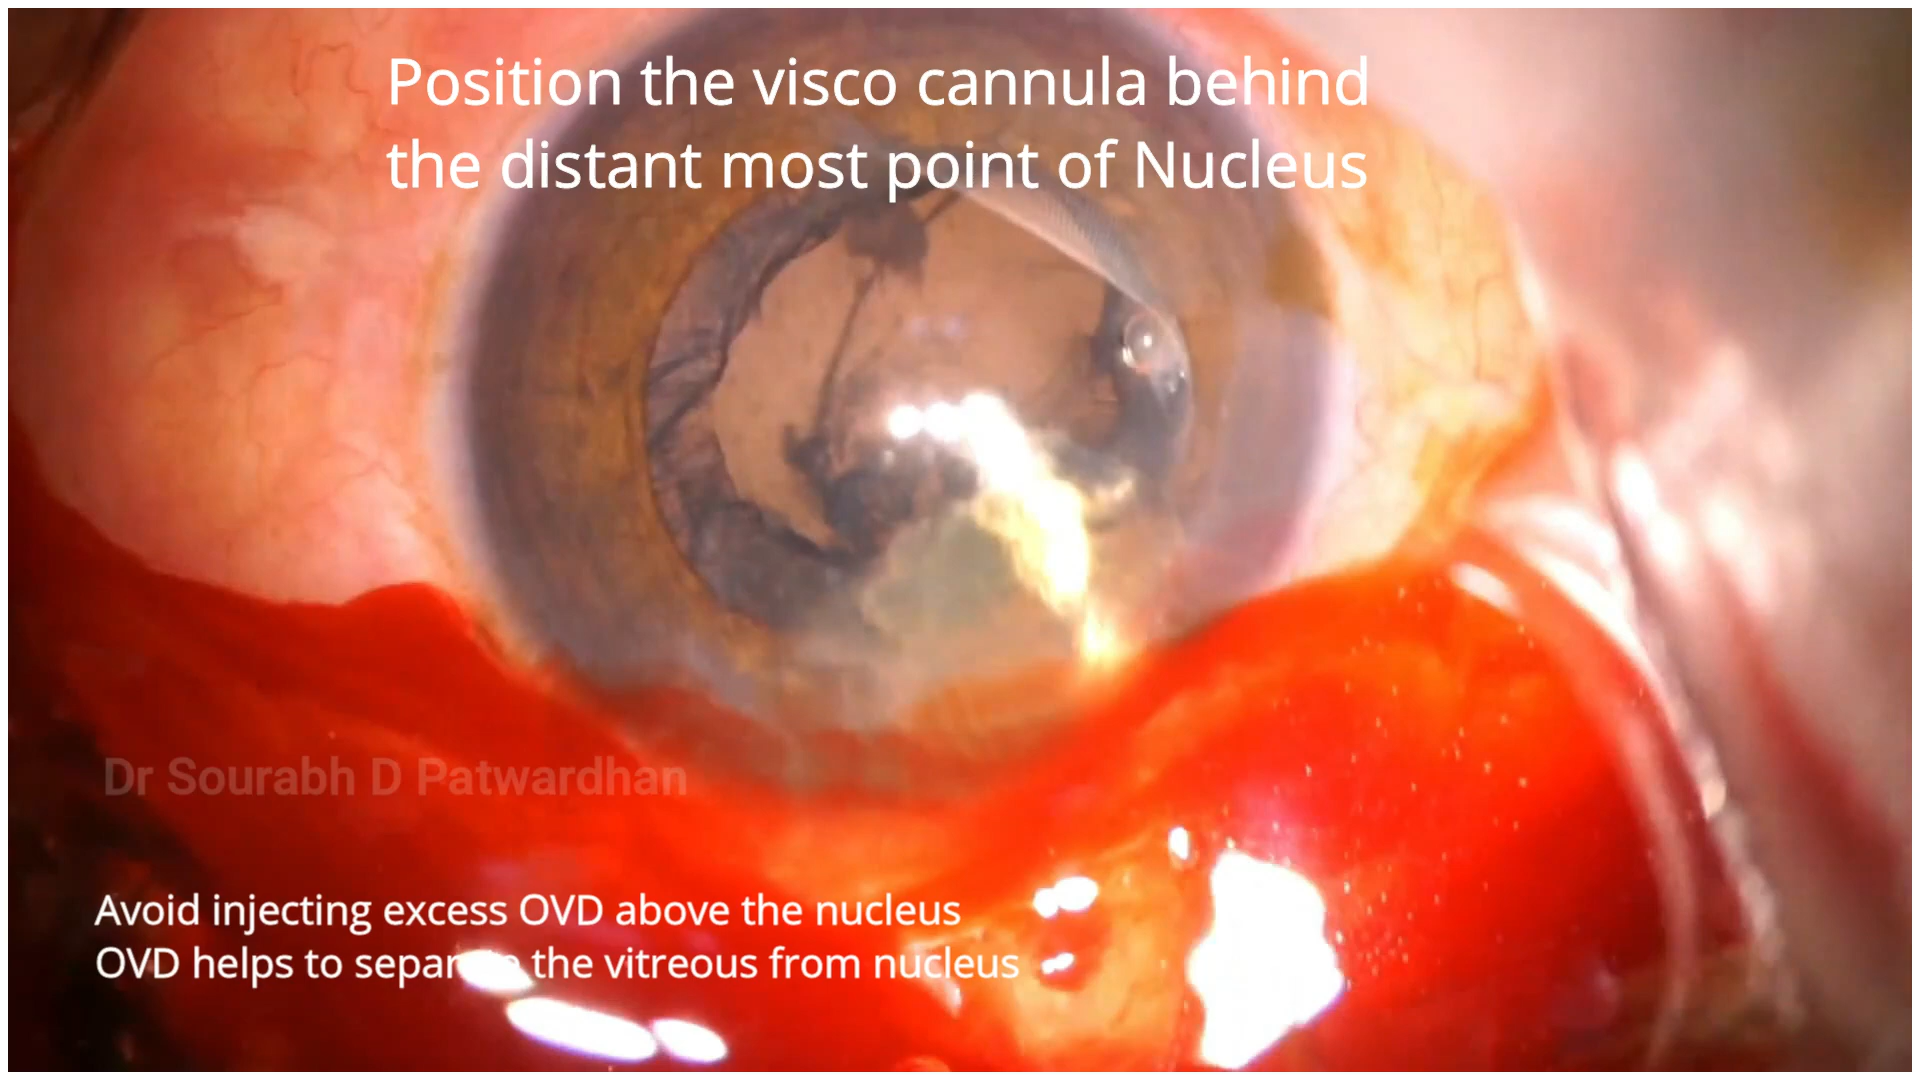 Position the visco cannula behind
the distant most point of Nucleus
Dr Sourabh D Patwardhan
Avoid injecting excess OVD above the nucleus
OVD helps to the vitreous from nucleus